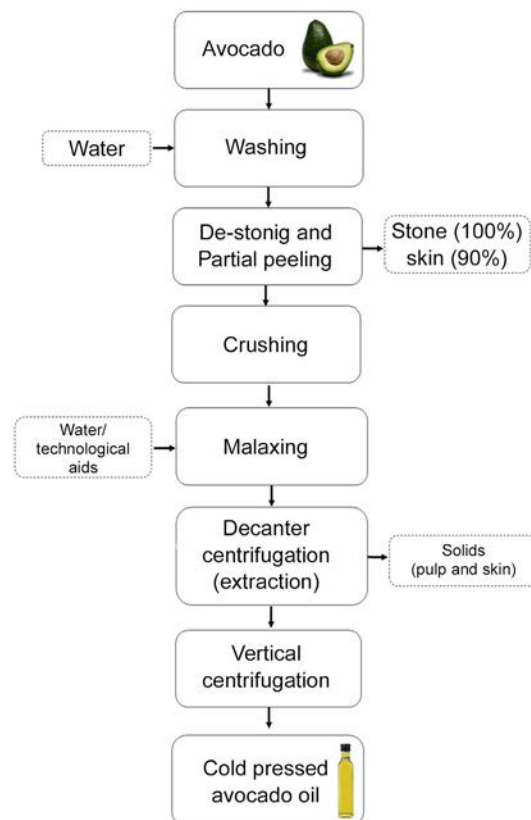 Avocado
Water
Washing
De-stonig and
Partial peeling
Stone (100%)
skin (90%)
Crushing
Water/
technological
aids
Malaxing
Decanter
centrifugation
(extraction)
Solids
(pulp and skin)
Vertical
centrifugation
Cold pressed
avocado oil